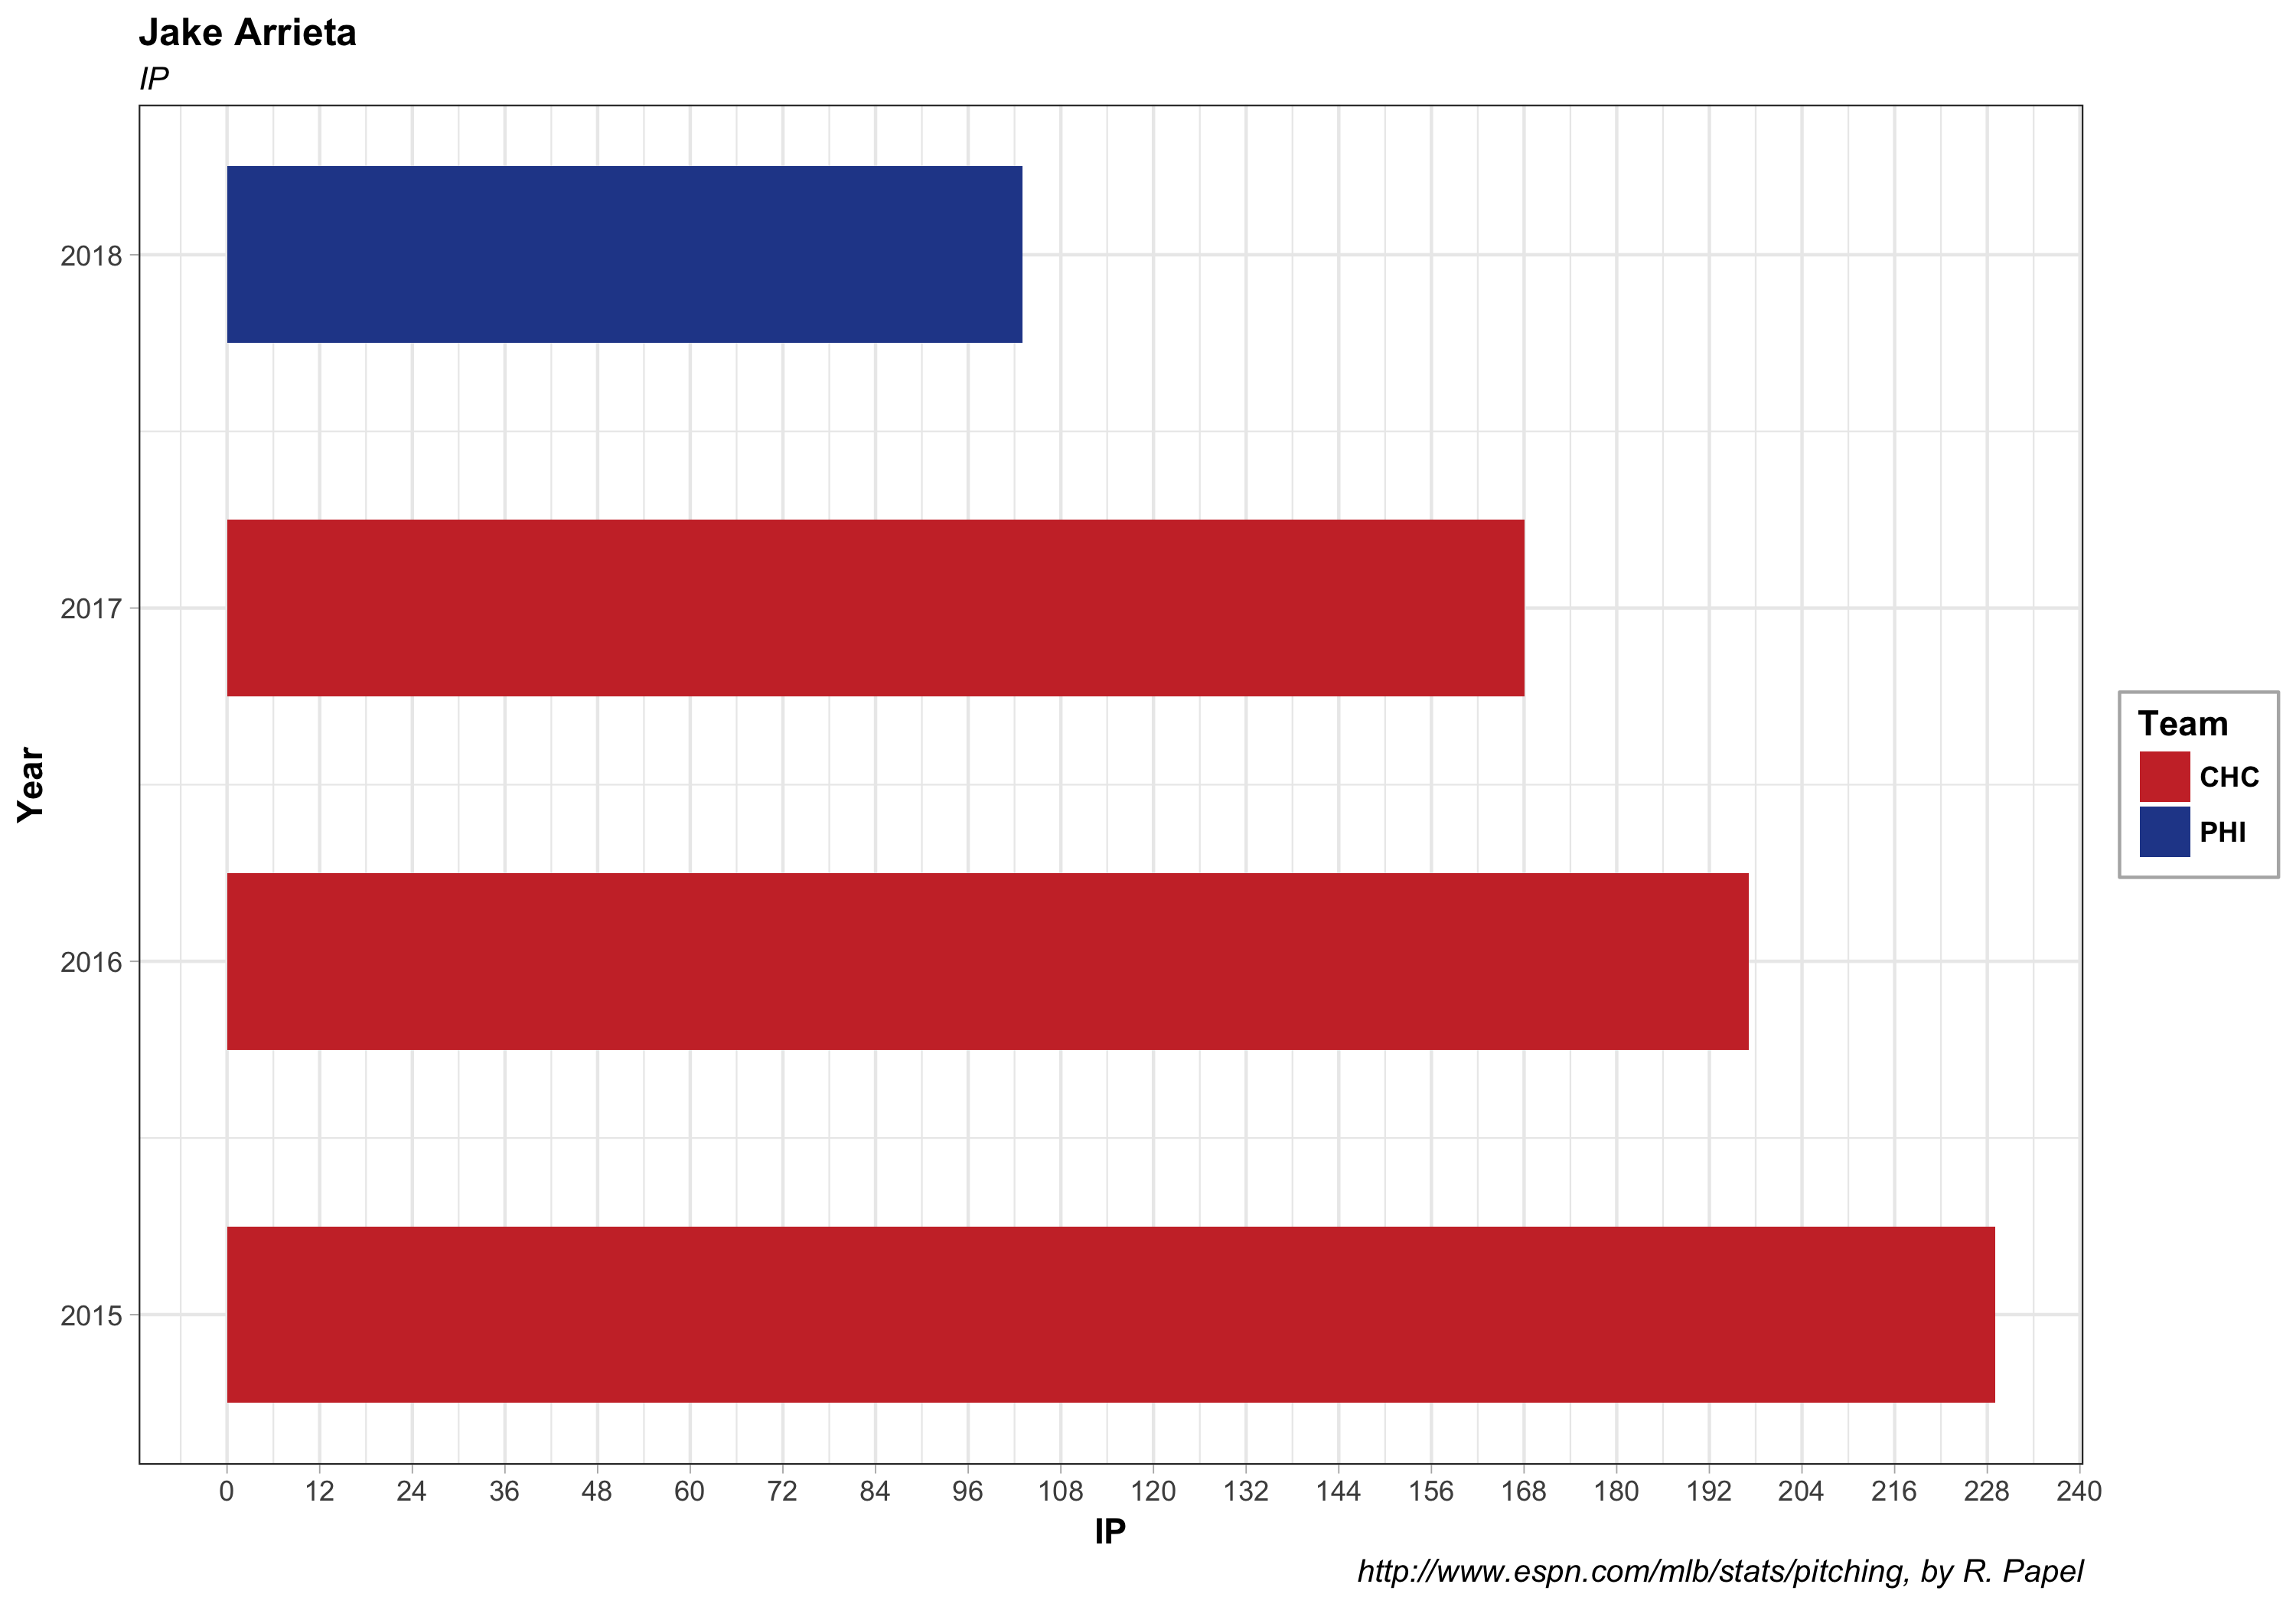 Jake Arrieta
IP
2018
2017
2016
2015
Year
0 12 24 36 48 60 72 84 96 108 120 132 144 156 168 180 192 204 216 228 240
IP
Team
CHC
PHI
http://www.espn.com/mlb/stats/pitching, by R. Papel